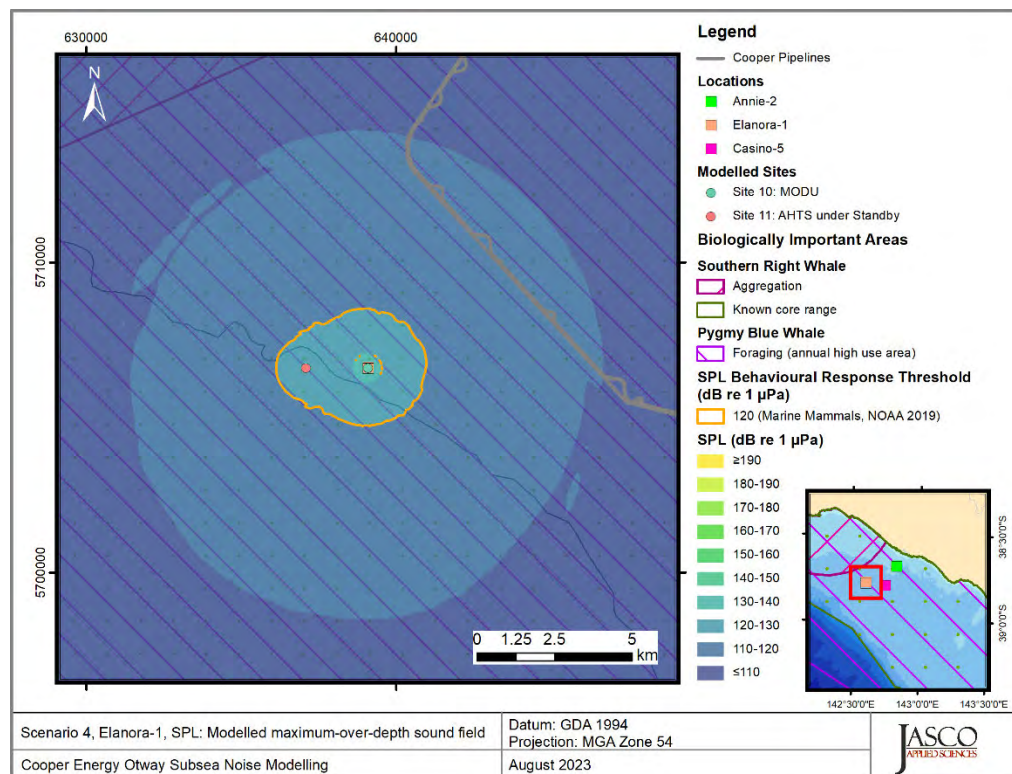 630000
640000
N
5710000
5700000
0 1.25 2.5 5
km
Legend
Cooper Pipelines
Locations
Annie-2
Elanora-1
Casino-5
Modelled Sites
Site 10: MODU
Site 11: AHTS under Standby
Biologically Important Areas
Southern Right Whale
Aggregation
Known core range
Pygmy Blue Whale
Foraging (annual high use area)
SPL Behavioural Response Threshold
(dB re 1 µPa)
120 (Marine Mammals, NOAA 2019)
SPL (dB re 1 µPa)
≥190
180-190
170-180
160-170
150-160
140-150
130-140
120-130
110-120
≤110
38°30'0"S
39°0'0"S
142°30'0"E 143°0'0"E 143°30'0"E
Scenario 4, Elanora-1, SPL: Modelled maximum-over-depth sound field
Datum: GDA 1994
Projection: MGA Zone 54
Cooper Energy Otway Subsea Noise Modelling
August 2023
JASCO
APPLIED SCIENCES